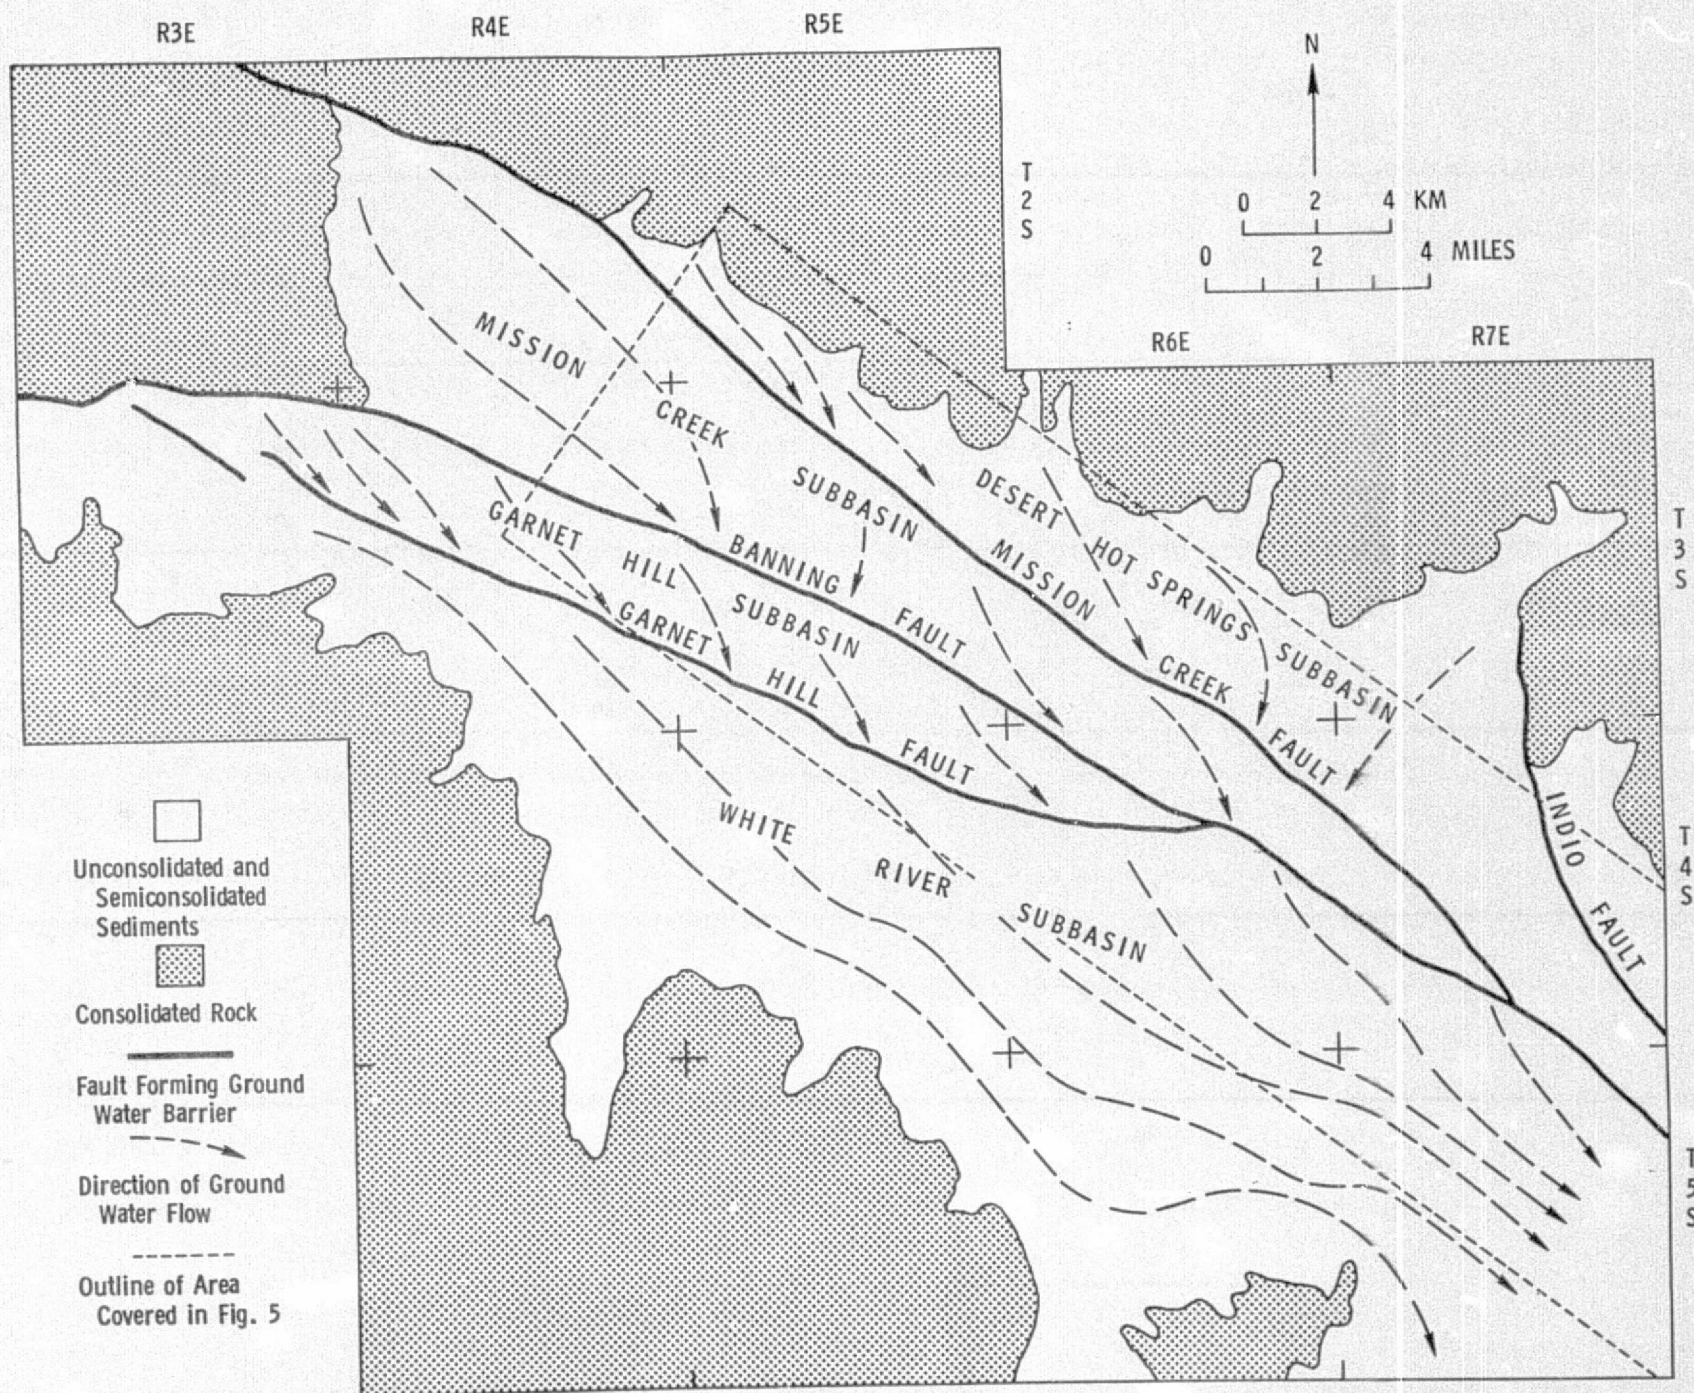 R3E
R4E
R5E
N
T
2
S
0 2 4 KM
0 2 4 MILES
R6E
R7E
MISSION
CREEK
SUBBASIN
DESERT
HOT SPRINGS
SUBBASIN
T
3
S
GARNET
HILL
SUBBASIN
BANNING
FAULT
MISSION
CREEK
FAULT
GARNET
HILL
FAULT
WHITE
RIVER
SUBBASIN
INDIO
FAULT
T
4
S
T
5
S
Unconsolidated and
Semiconsolidated
Sediments
Consolidated Rock
Fault Forming Ground
Water Barrier
Direction of Ground
Water Flow
Outline of Area
Covered in Fig. 5